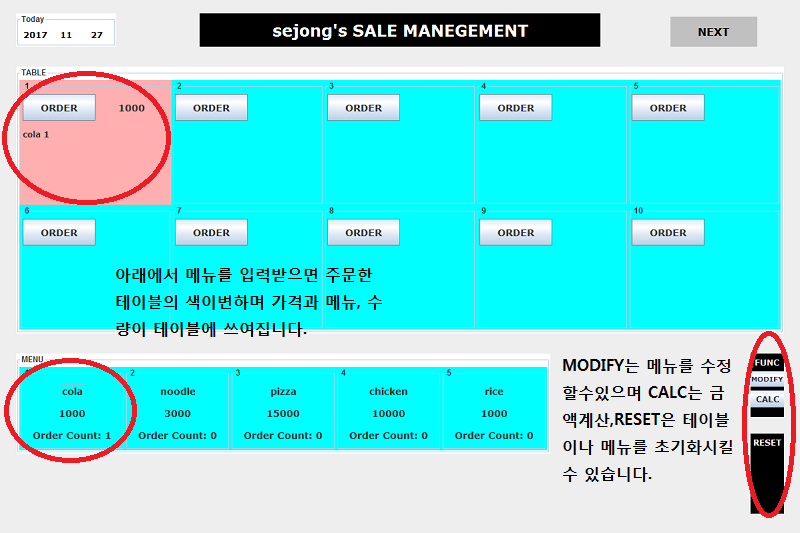 Today
2017 11 27
sejong's SALE MANEGEMENT
NEXT
TABLE
1 2 3 4 5
ORDER 1000 ORDER ORDER ORDER ORDER
cola 1
6 7 8 9 10
ORDER ORDER ORDER ORDER ORDER
아래에서 메뉴를 입력받으면 주문한
테이블의 색이변하며 가격과 메뉴, 수
량이 테이블에 쓰여집니다.
MENU
2 3 4 5
cola noodle pizza chicken rice
1000 3000 15000 10000 1000
Order Count: 1 Order Count: 0 Order Count: 0 Order Count: 0 Order Count: 0
MODIFY는 메뉴를 수정
할수있으며 CALC는 금
액계산,RESET은 테이블
이나 메뉴를 초기화시킬
수 있습니다.
FUNC
MODIFY
CALC
RESET